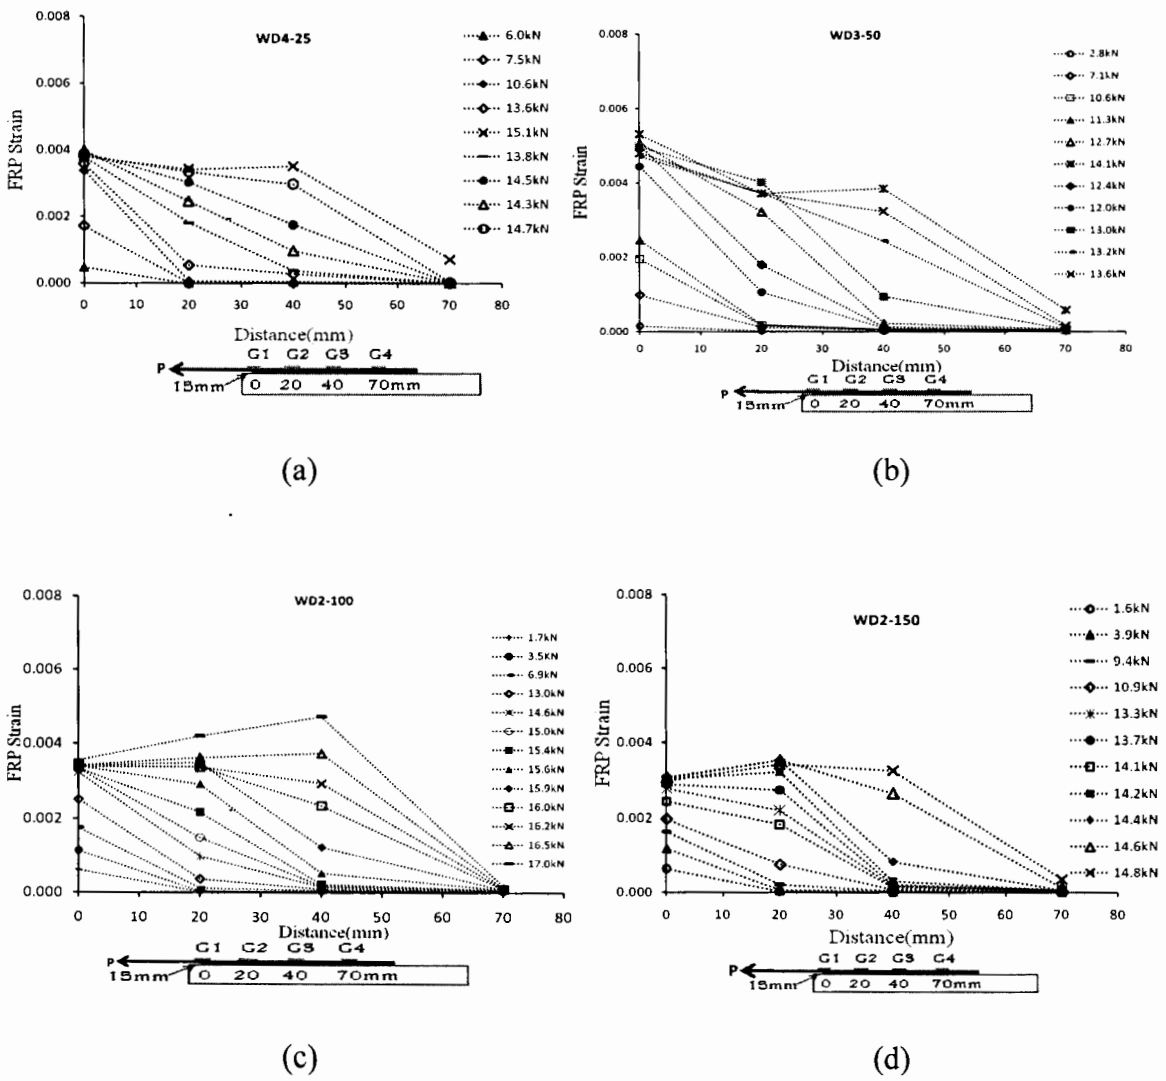 WD4-25
FRP Strain
0.008
0.006
0.004
0.002
0.000
0 10 20 30 40 50 60 70 80
Distance(mm)
6.0kN
7.5kN
10.6kN
13.6kN
15.1kN
13.8kN
14.5kN
14.3kN
14.7kN
G1 G2 G3 G4
P
15mm 0 20 40 70mm
(a)
WD3-50
FRP Strain
0.008
0.006
0.004
0.002
0.000
0 10 20 30 40 50 60 70 80
Distance(mm)
2.8kN
7.1kN
10.6kN
11.3kN
12.7kN
14.1kN
12.4kN
12.0kN
13.0kN
13.2kN
13.6kN
G1 G2 G3 G4
P
15mm 0 20 40 70mm
(b)
WD2-100
FRP Strain
0.008
0.006
0.004
0.002
0.000
0 10 20 30 40 50 60 70 80
Distance(mm)
1.7kN
3.5kN
6.9kN
13.0kN
14.6kN
15.0kN
15.4kN
15.6kN
15.9kN
16.0kN
16.2kN
16.5kN
17.0kN
G1 G2 G3 G4
P
15mm 0 20 40 70mm
(c)
WD2-150
FRP Strain
0.008
0.006
0.004
0.002
0.000
0 10 20 30 40 50 60 70 80
Distance(mm)
1.6kN
3.9kN
9.4kN
10.9kN
13.3kN
13.7kN
14.1kN
14.2kN
14.4kN
14.6kN
14.8kN
G1 G2 G3 G4
P
15mm 0 20 40 70mm
(d)